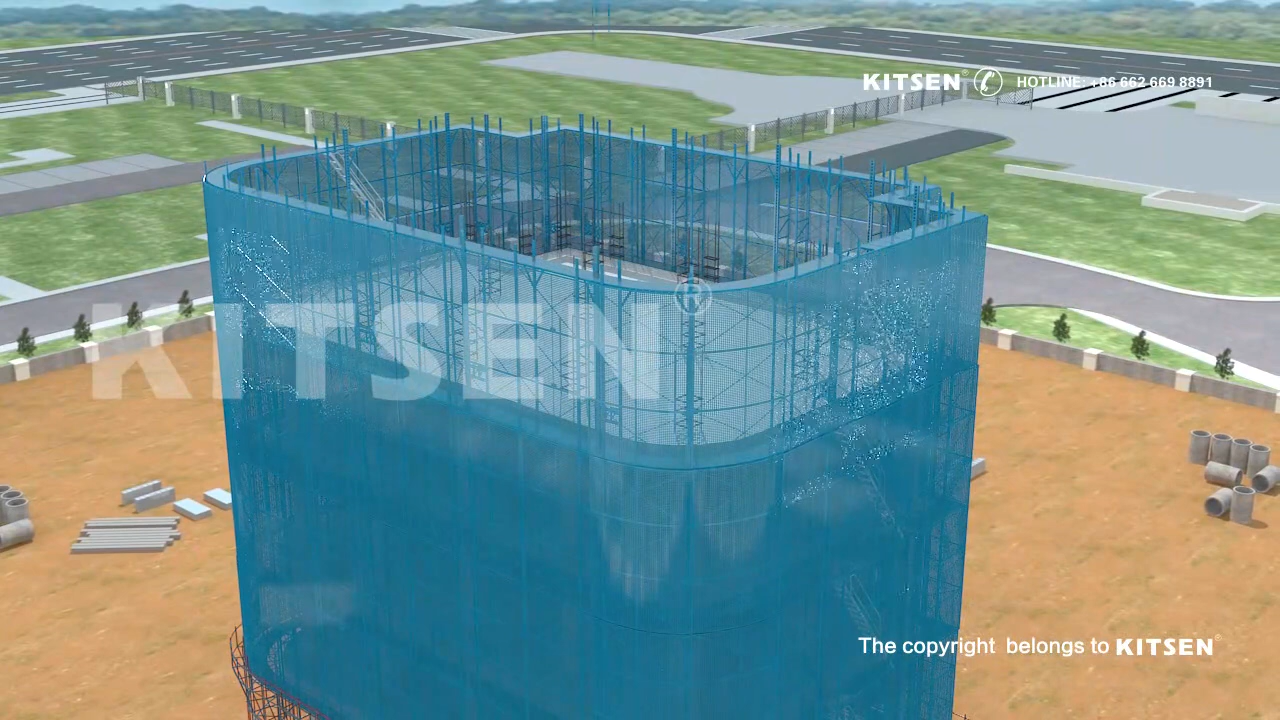 KITSEN® HOTLINE: +86 662 669 8891
KITSEN®
The copyright belongs to KITSEN®